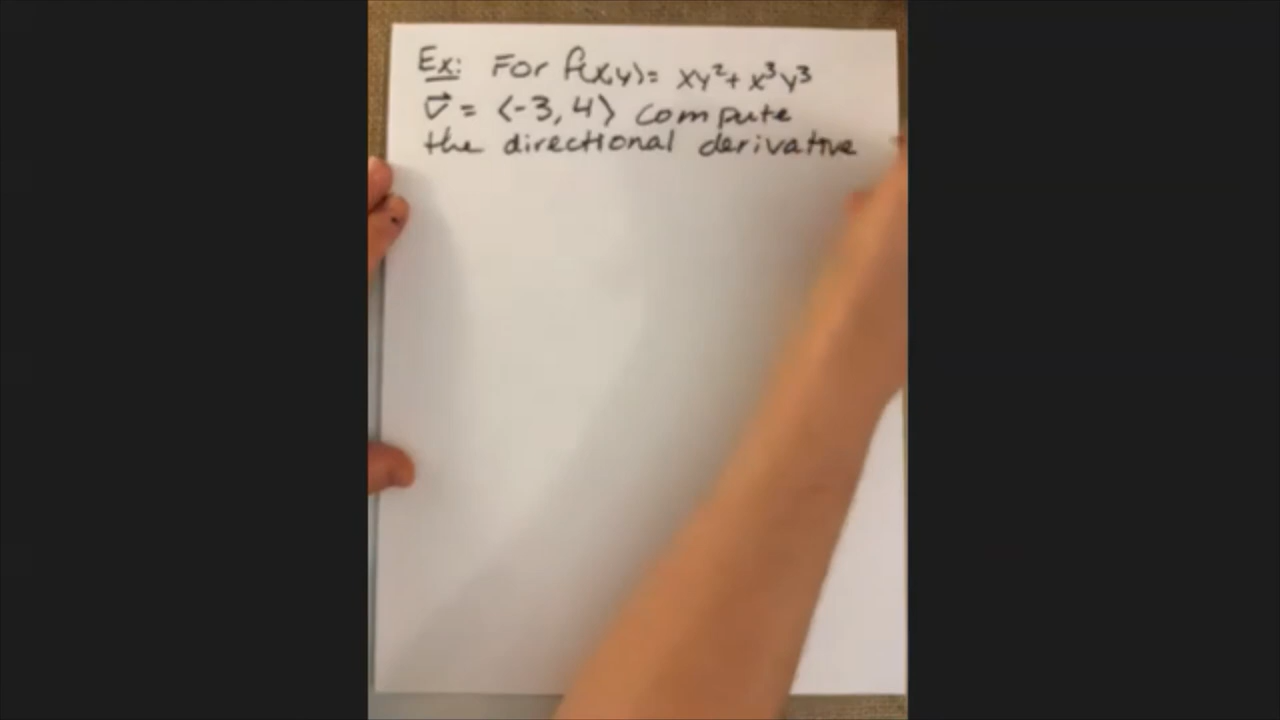 Ex: For f(x,y)= xy²+ x³y³
v⃗ = ⟨-3, 4⟩ compute
the directional derivative